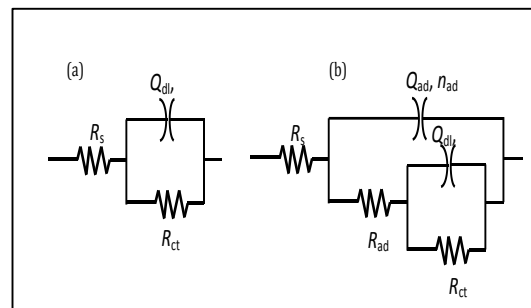 (a)
Qdl,
Rs
Rct
(b)
Qad, nad
Rs
Qdl,
Rad
Rct